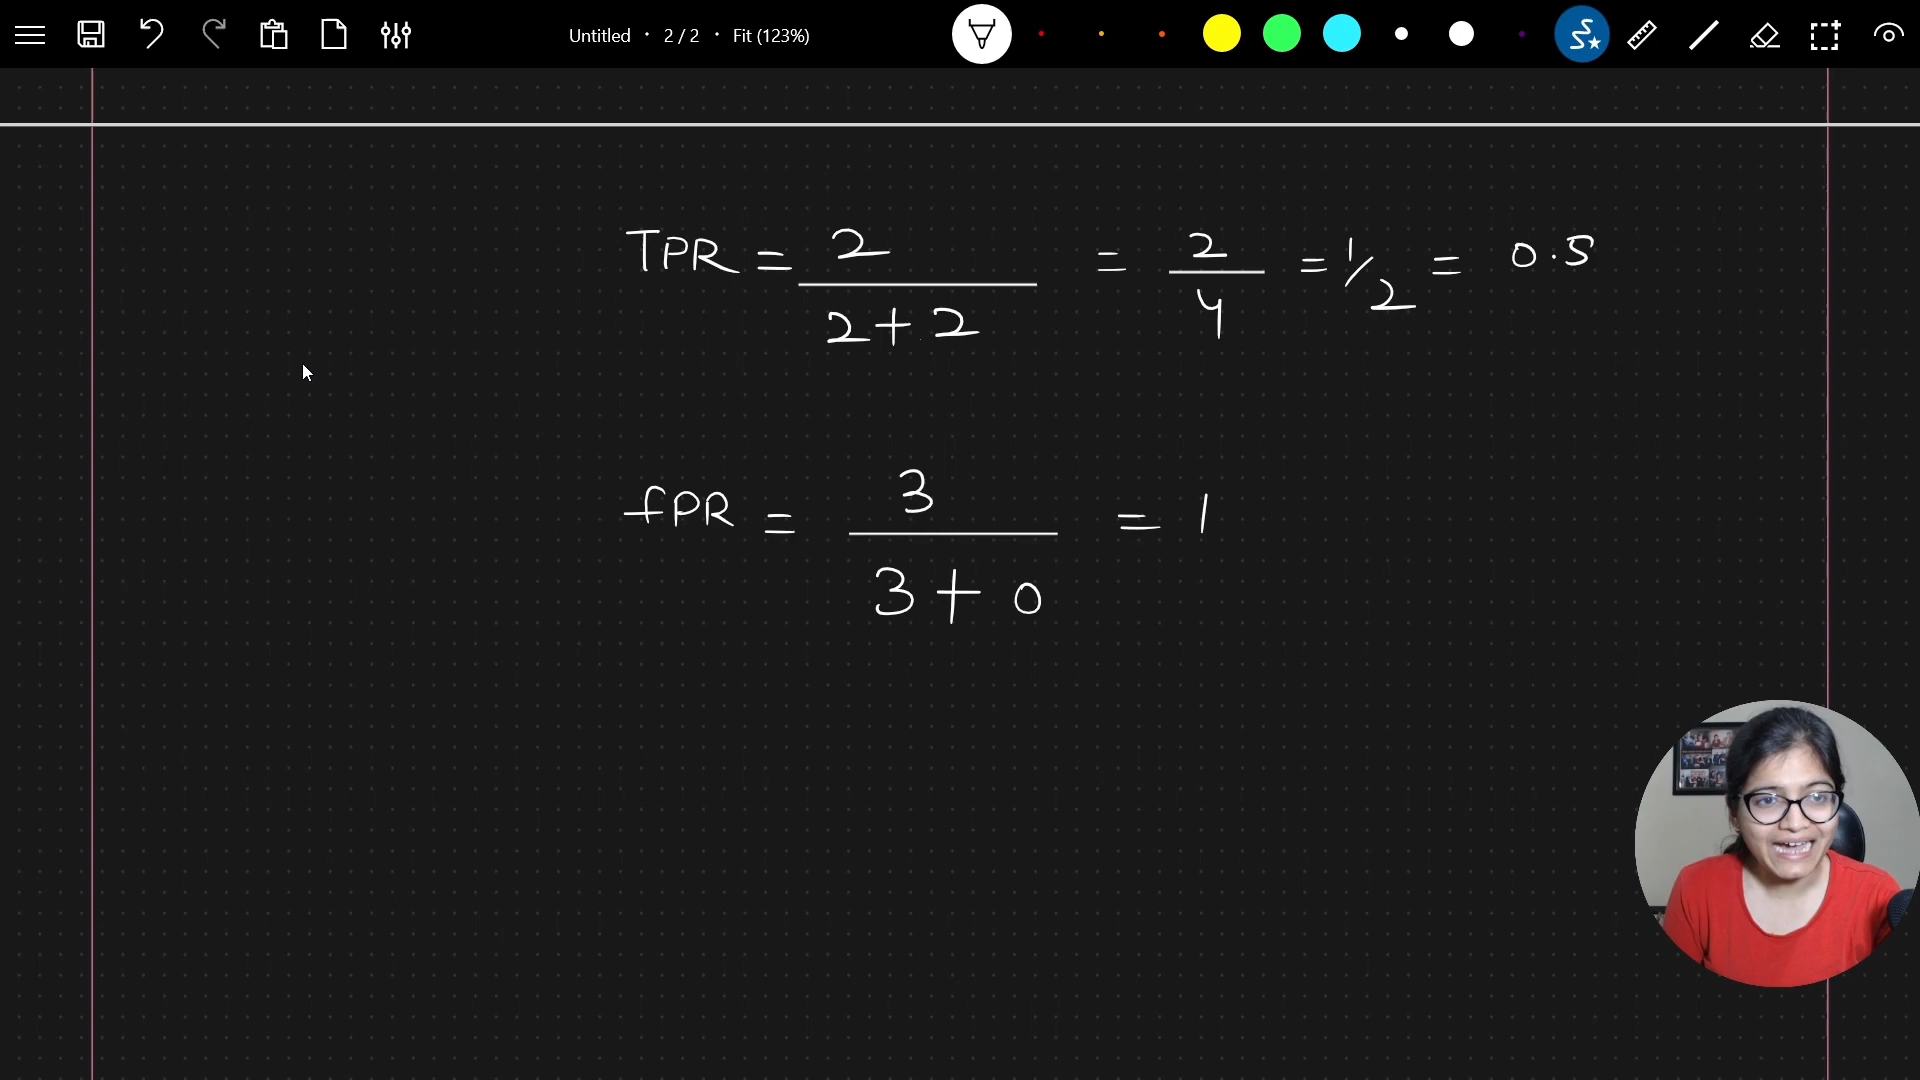 Untitled • 2 / 2 • Fit (123%)
TPR = 2 / 2 + 2 = 2 / 4 = 1/2 = 0.5
fPR = 3 / 3 + 0 = 1